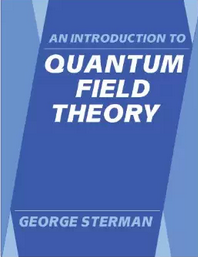 AN INTRODUCTION TO
QUANTUM
FIELD
THEORY
GEORGE STERMAN